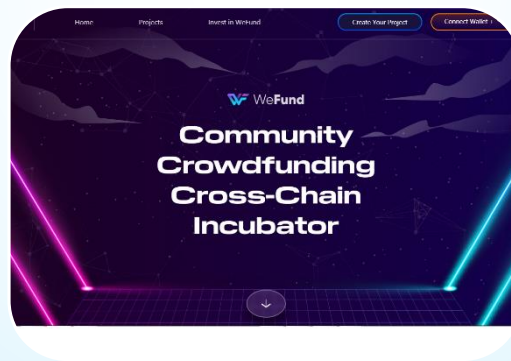 Home Projects Invest in WeFund Create Your Project Connect Wallet
WeFund
Community
Crowdfunding
Cross-Chain
Incubator